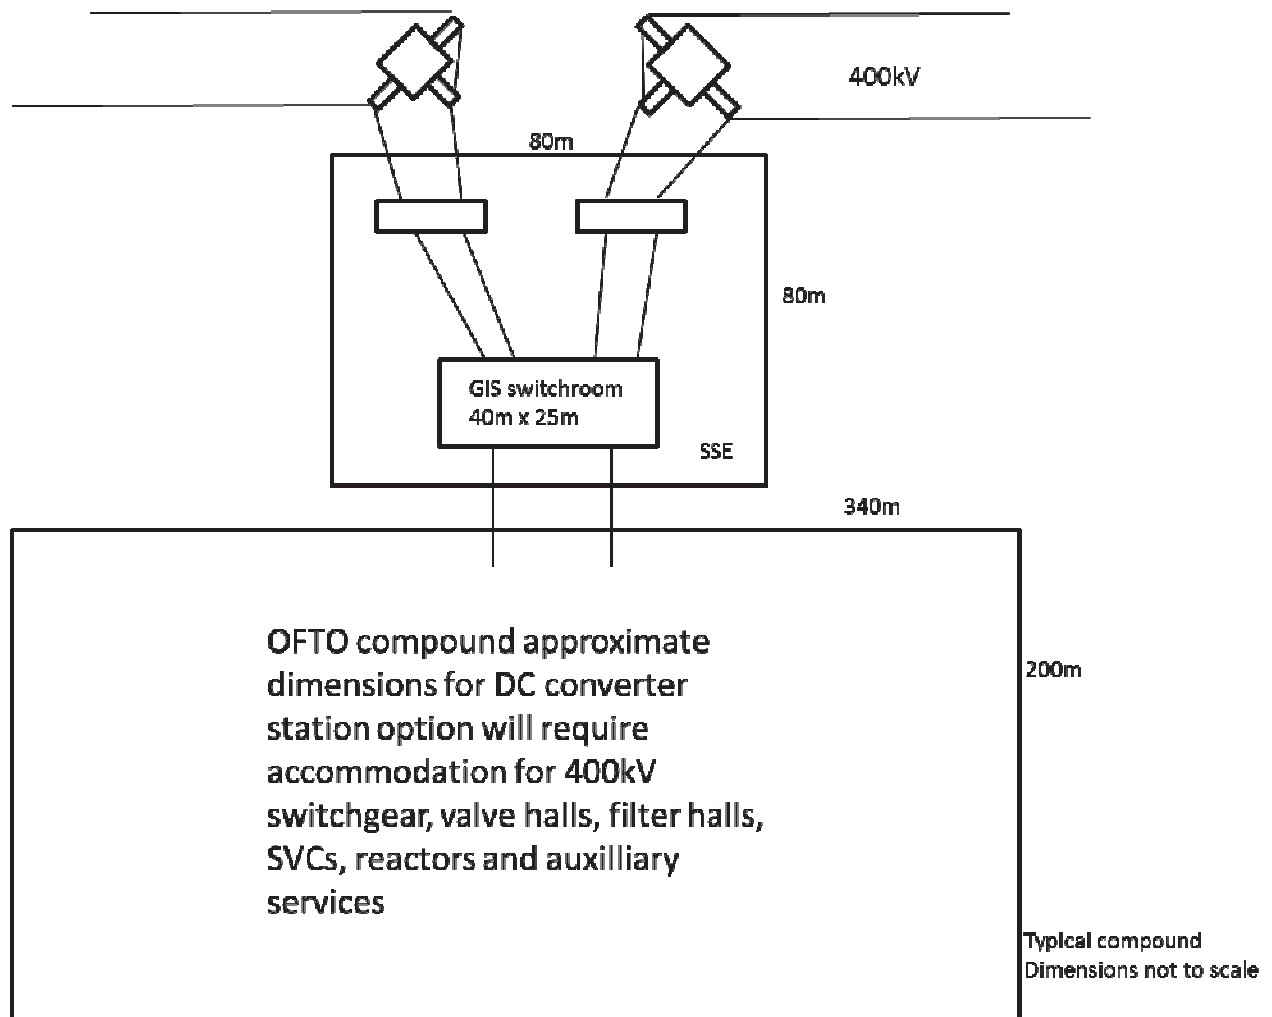 400kV
80m
80m
GIS switchroom
40m x 25m
SSE
340m
OFTO compound approximate
dimensions for DC converter
station option will require
accommodation for 400kV
switchgear, valve halls, filter halls,
SVCs, reactors and auxilliary
services
200m
Typical compound
Dimensions not to scale